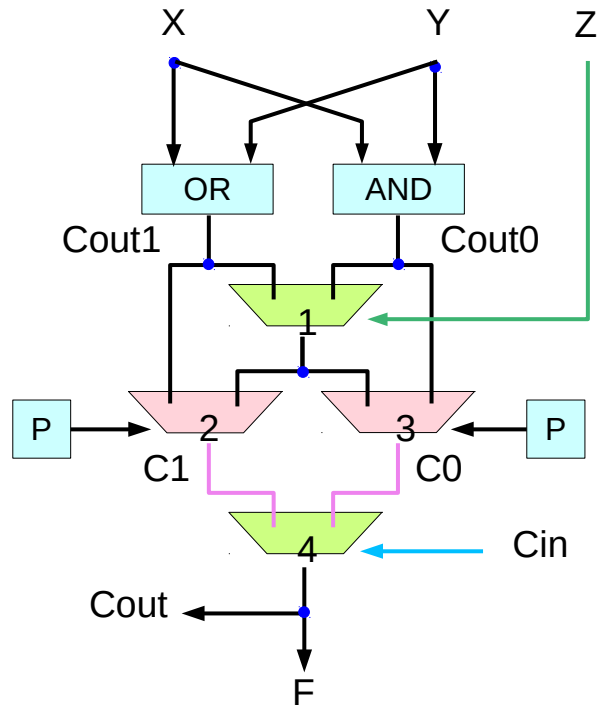 X Y Z
OR AND
Cout1 Cout0
1
P 2 3 P
C1 C0
4 Cin
Cout
F